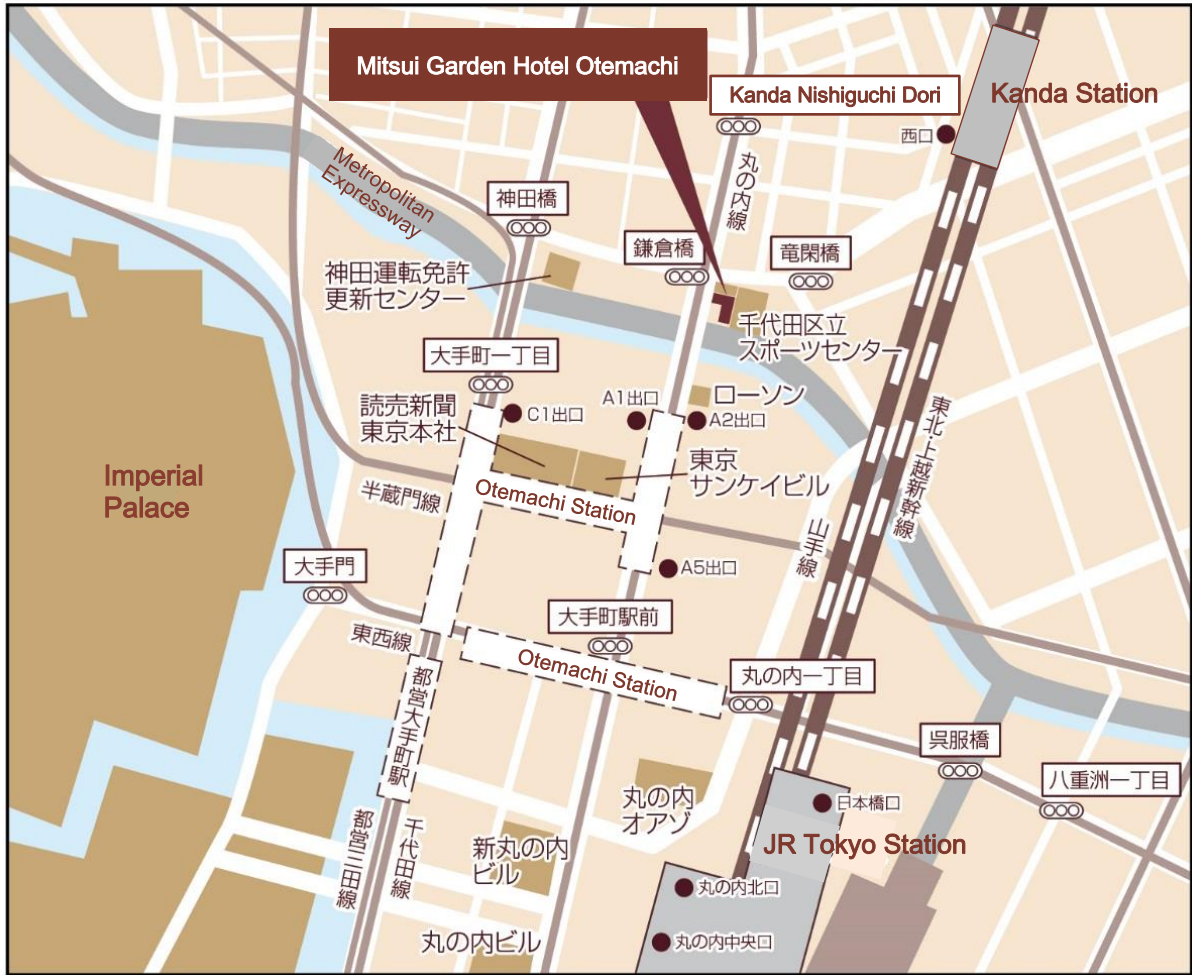 Mitsui Garden Hotel Otemachi
Kanda Nishiguchi Dori
Kanda Station
西口
丸の内線
Metropolitan
Expressway
神田橋
鎌倉橋
竜閑橋
神田運転免許
更新センター
千代田区立
スポーツセンター
大手町一丁目
C1出口
A1出口
ローソン
A2出口
読売新聞
東京本社
東京
サンケイビル
東北・上越新幹線
Imperial
Palace
半蔵門線
Otemachi Station
山手線
大手門
A5出口
大手町駅前
東西線
Otemachi Station
丸の内一丁目
都営大手町駅
呉服橋
八重洲一丁目
丸の内
オアゾ
日本橋口
JR Tokyo Station
都営三田線
千代田線
新丸の内
ビル
丸の内北口
丸の内ビル
丸の内中央口